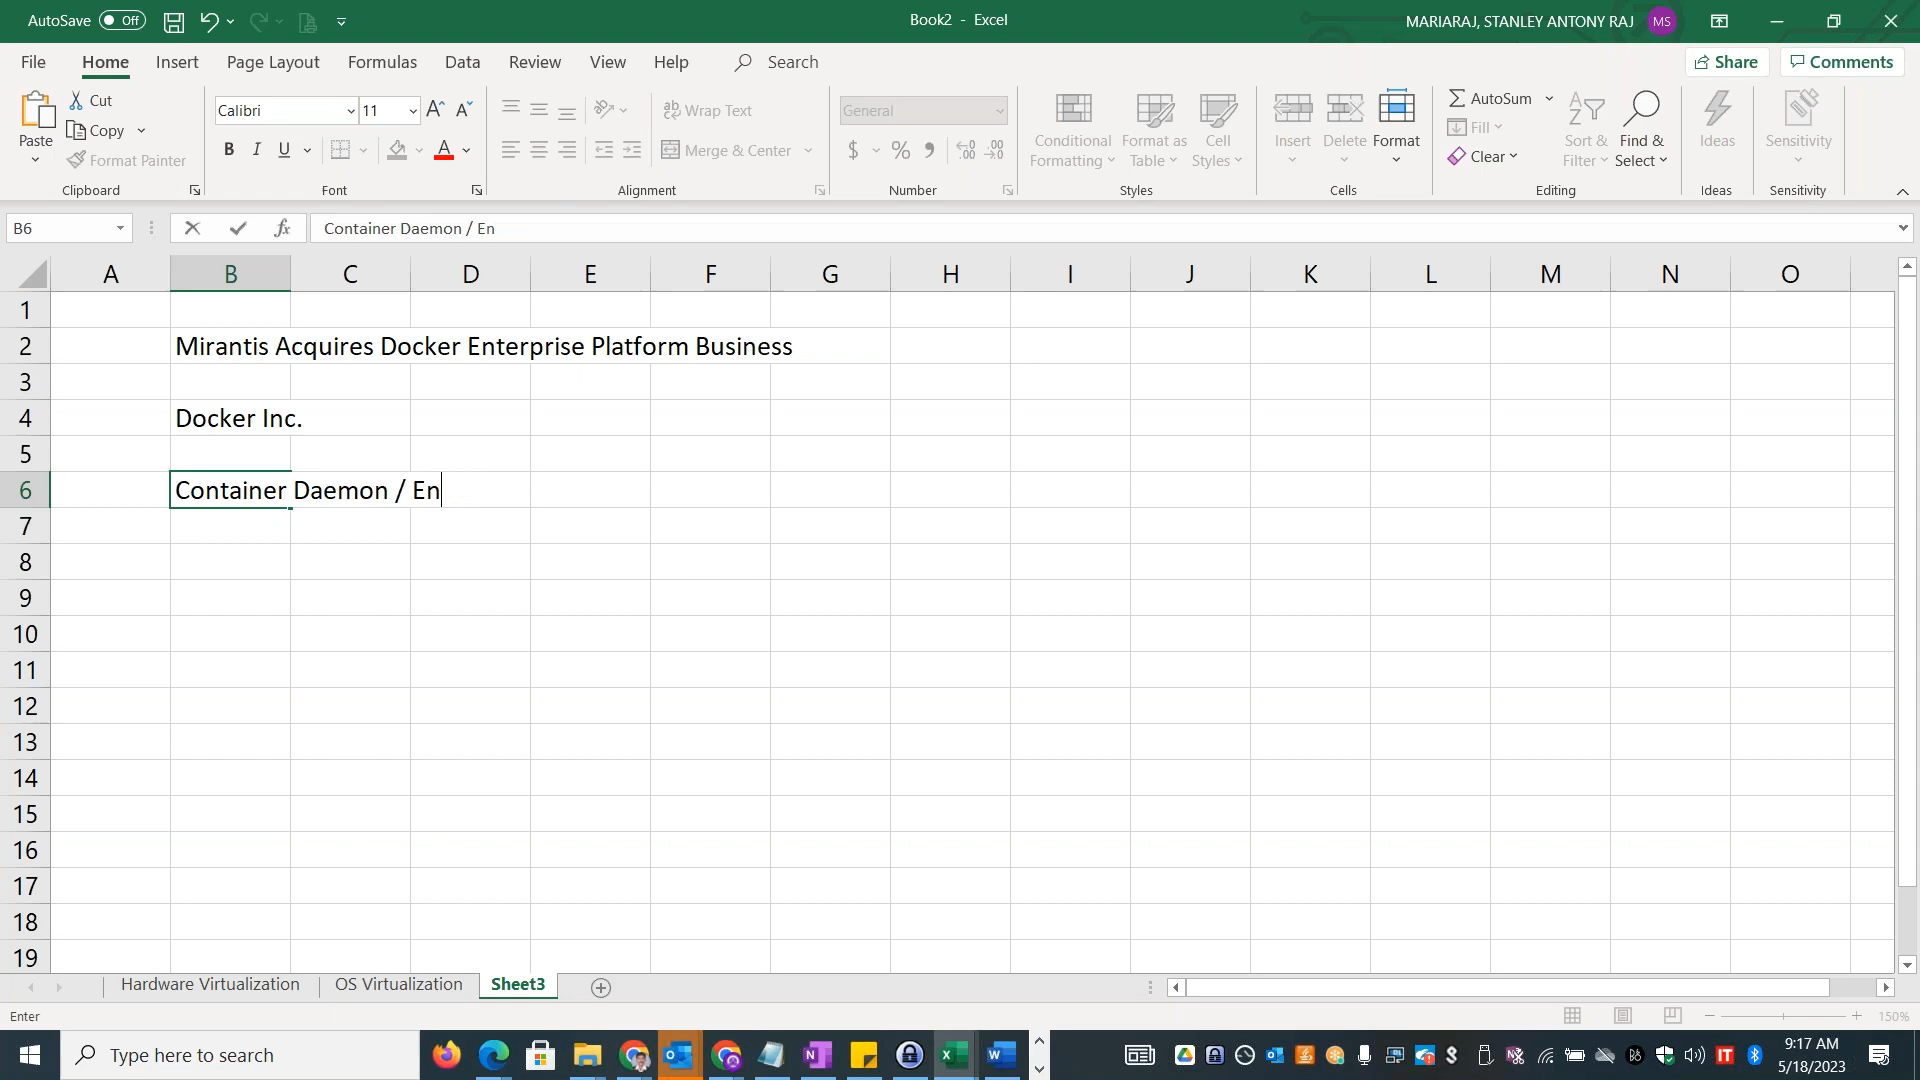 AutoSave Off Book2 - Excel MARIARAJ, STANLEY ANTONY RAJ MS
File Home Insert Page Layout Formulas Data Review View Help Search Share Comments
Paste Cut Copy Format Painter
Calibri 11 A A
B I U A
Wrap Text
Merge & Center
General
$ % 9
Conditional Formatting Format as Table Cell Styles
Insert Delete Format
AutoSum Fill Clear
Sort & Filter Find & Select
Ideas Sensitivity
Clipboard Font Alignment Number Styles Cells Editing Ideas Sensitivity
B6 fx Container Daemon / En
A B C D E F G H I J K L M N O
1
2 Mirantis Acquires Docker Enterprise Platform Business
3
4 Docker Inc.
5
6 Container Daemon / En
7
8
9
10
11
12
13
14
15
16
17
18
19
Hardware Virtualization OS Virtualization Sheet3
Enter 150%
Type here to search
9:17 AM
5/18/2023